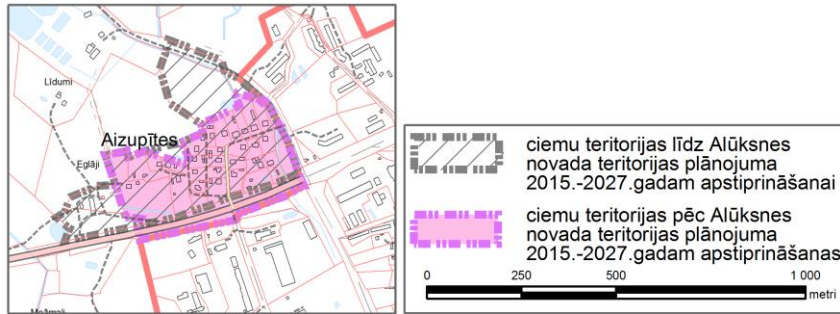 Līdumi
Aizupītes
Eglāji
ciemu teritorijas līdz Alūksnes
novada teritorijas plānojuma
2015.-2027.gadam apstiprināšanai
ciemu teritorijas pēc Alūksnes
novada teritorijas plānojuma
2015.-2027.gadam apstiprināšanas
0 250 500 1 000
metri